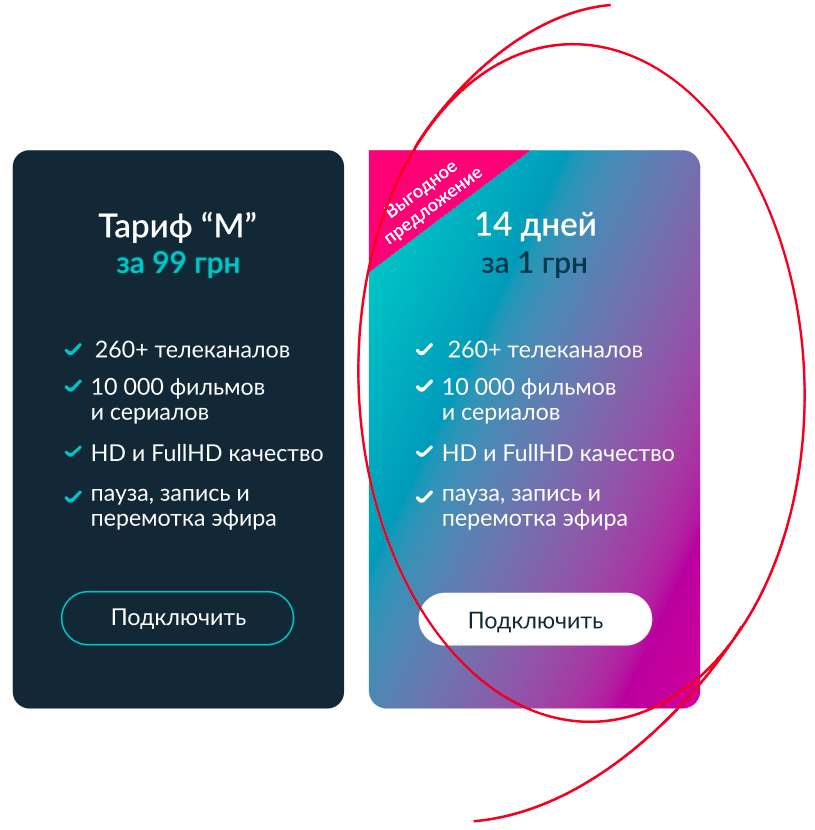 Тариф “М”
за 99 грн
260+ телеканалов
10 000 фильмов
и сериалов
HD и FullHD качество
пауза, запись и
перемотка эфира
Подключить
Выгодное
предложение
14 дней
за 1 грн
260+ телеканалов
10 000 фильмов
и сериалов
HD и FullHD качество
пауза, запись и
перемотка эфира
Подключить